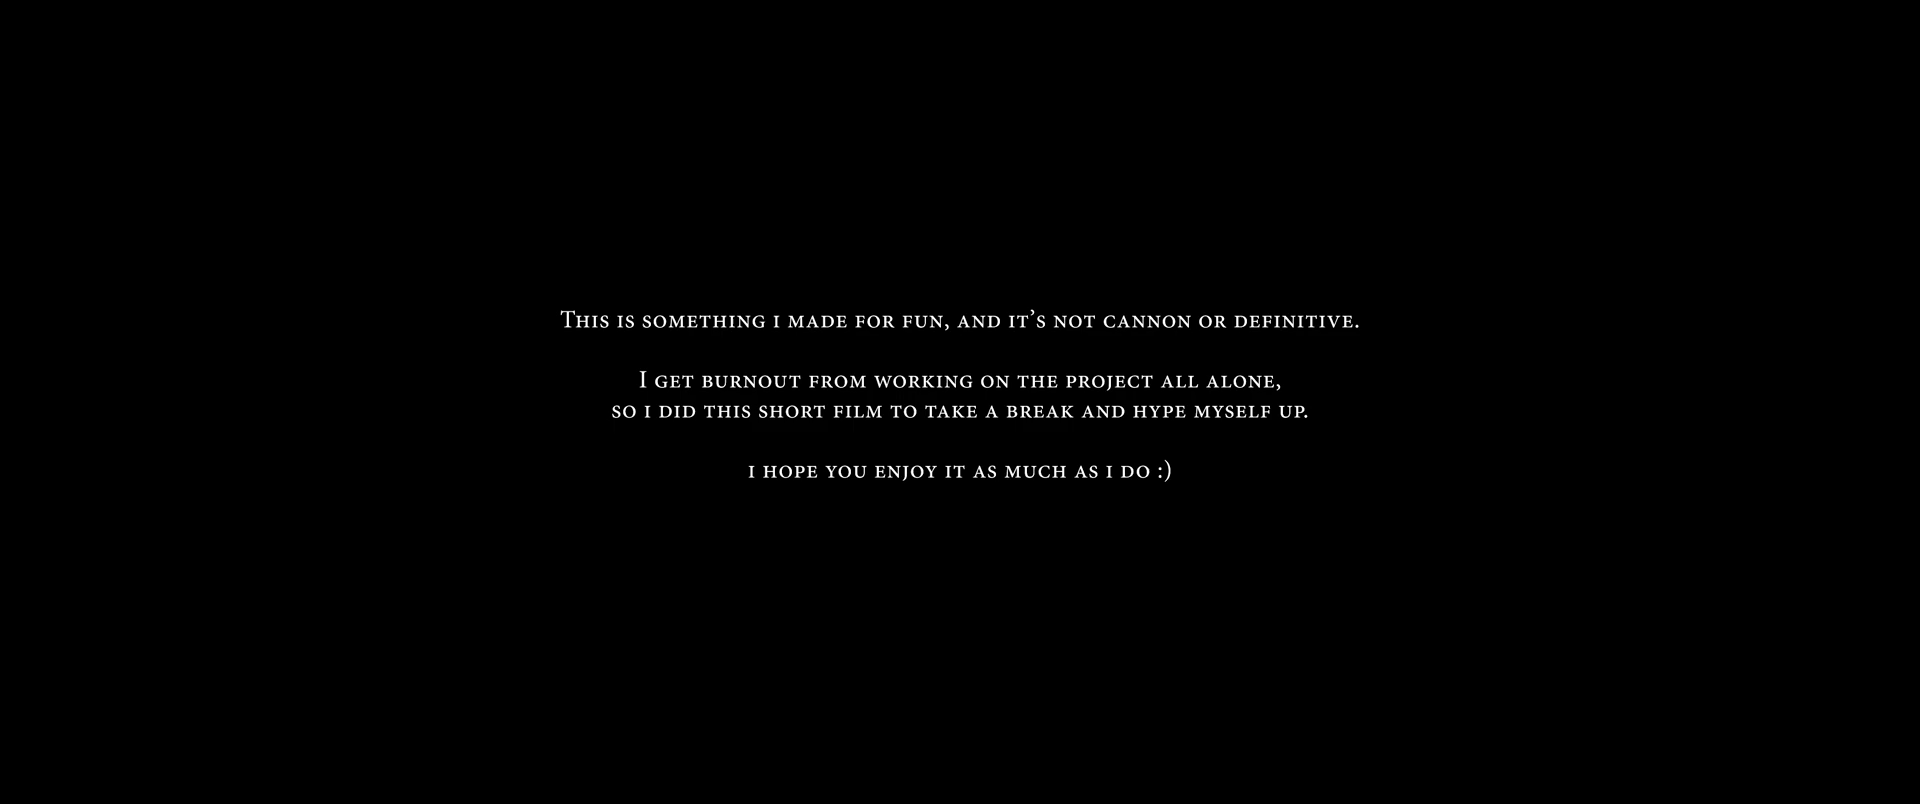 This is something i made for fun, and it's not cannon or definitive.
I get burnout from working on the project all alone,
so i did this short film to take a break and hype myself up.
i hope you enjoy it as much as i do :)